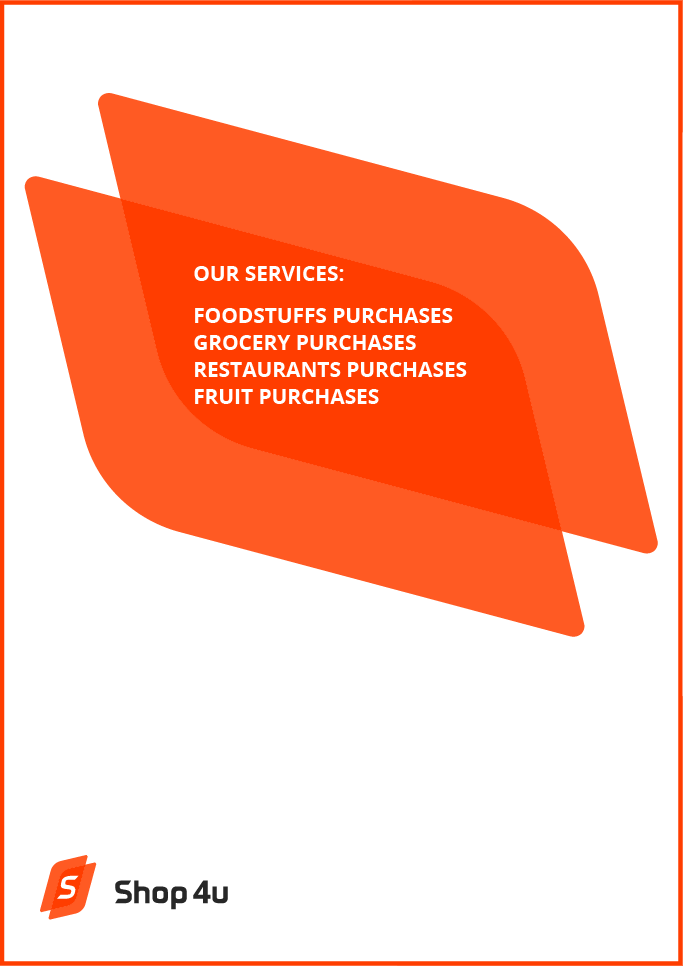 OUR SERVICES:
FOODSTUFFS PURCHASES
GROCERY PURCHASES
RESTAURANTS PURCHASES
FRUIT PURCHASES
S
Shop 4u